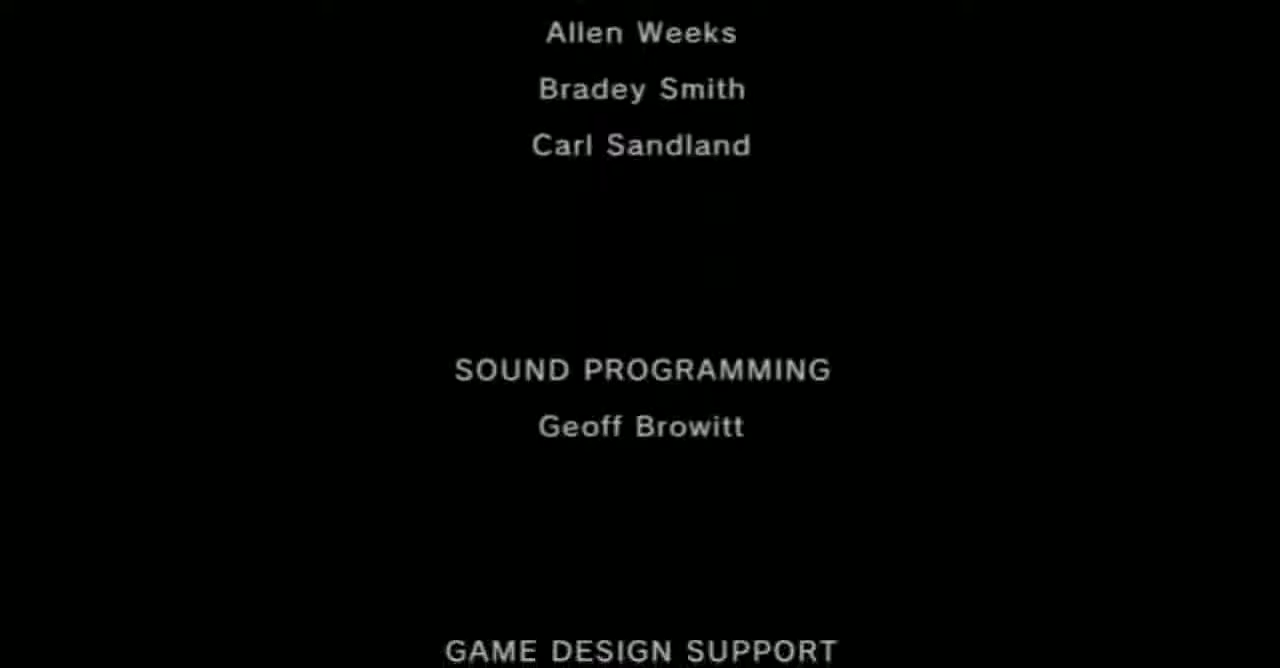 Allen Weeks
Bradey Smith
Carl Sandland
SOUND PROGRAMMING
Geoff Browitt
GAME DESIGN SUPPORT